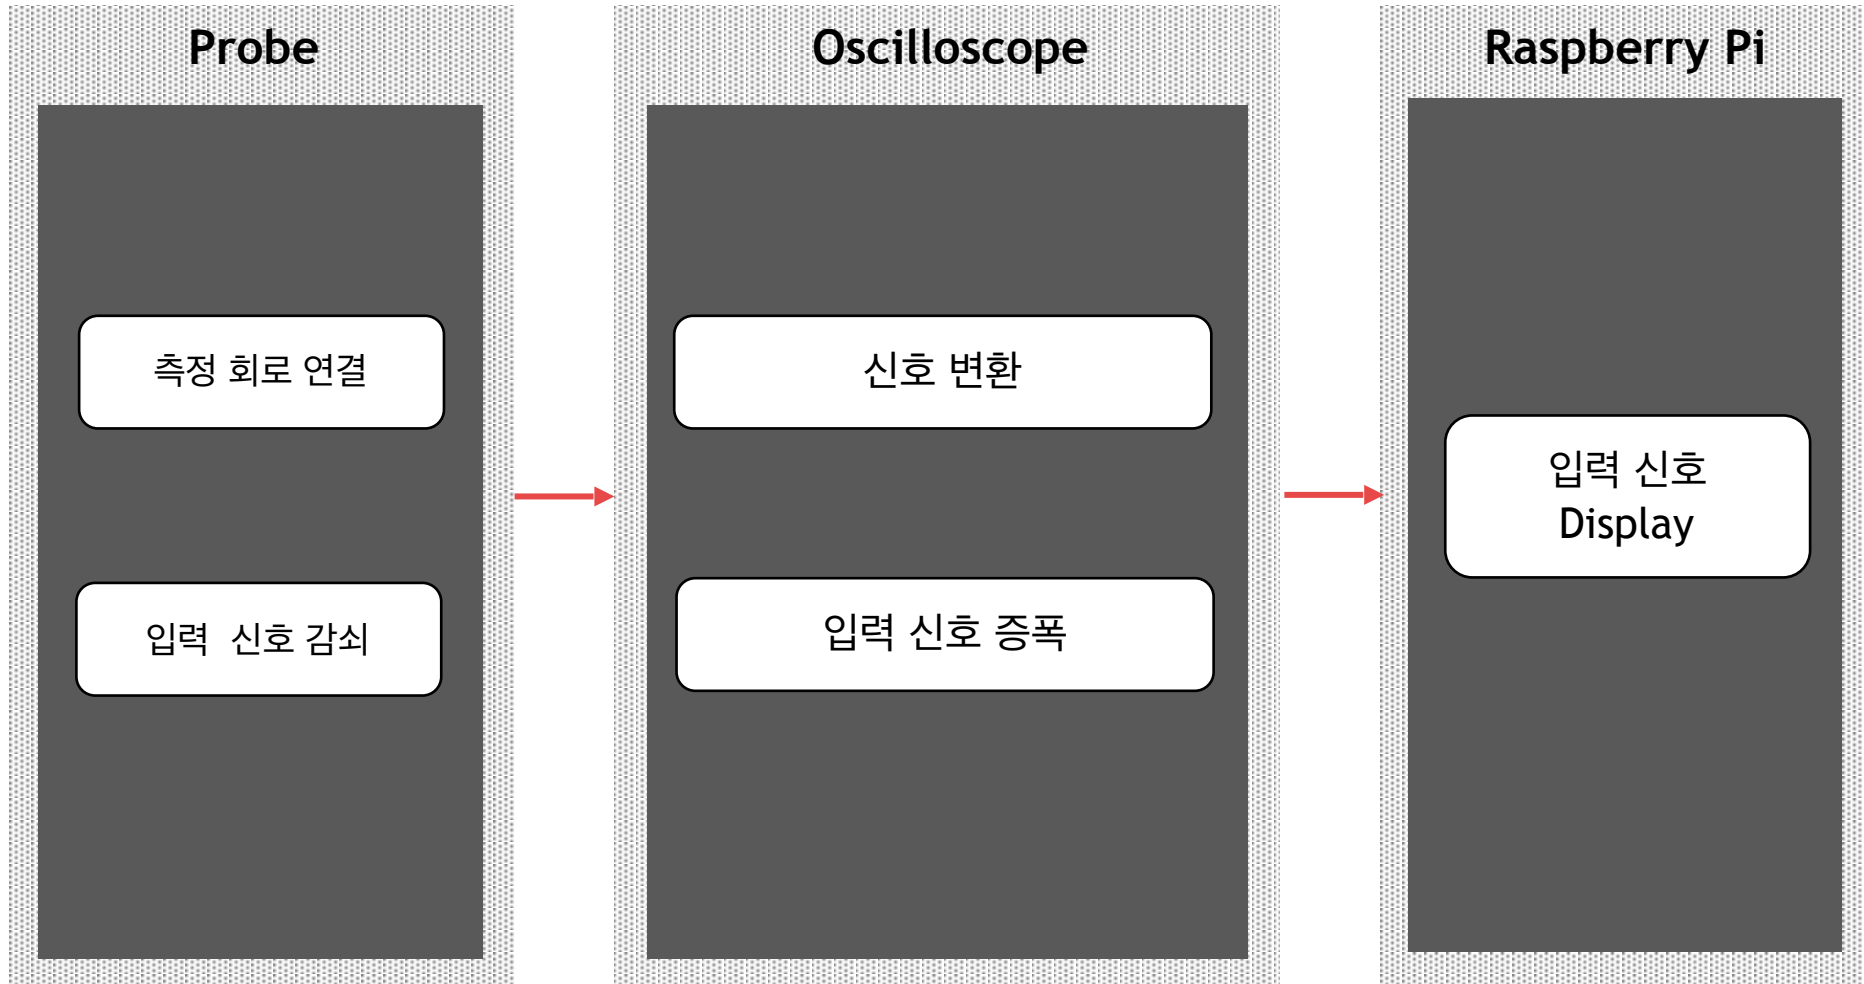 Probe
측정 회로 연결
입력 신호 감쇠
Oscilloscope
신호 변환
입력 신호 증폭
Raspberry Pi
입력 신호
Display